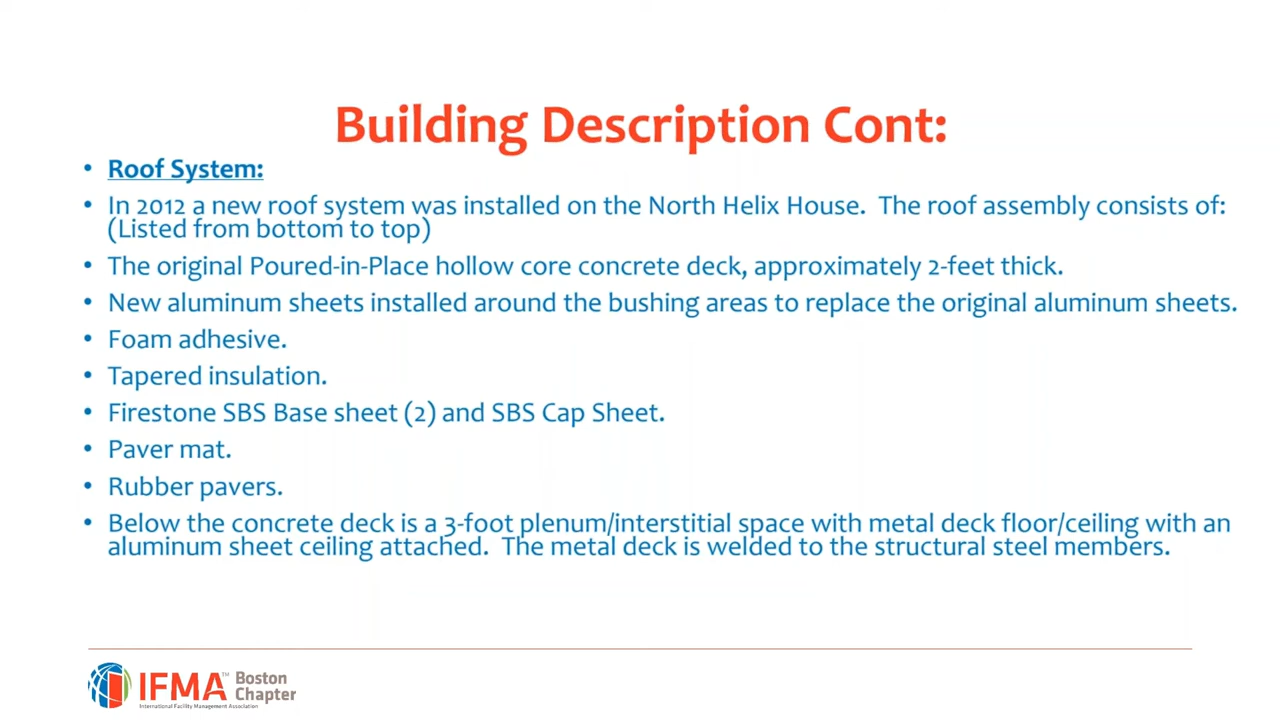 Building Description Cont:
• Roof System:
• In 2012 a new roof system was installed on the North Helix House.  The roof assembly consists of:
(Listed from bottom to top)
• The original Poured-in-Place hollow core concrete deck, approximately 2-feet thick.
• New aluminum sheets installed around the bushing areas to replace the original aluminum sheets.
• Foam adhesive.
• Tapered insulation.
• Firestone SBS Base sheet (2) and SBS Cap Sheet.
• Paver mat.
• Rubber pavers.
• Below the concrete deck is a 3-foot plenum/interstitial space with metal deck floor/ceiling with an
aluminum sheet ceiling attached.  The metal deck is welded to the structural steel members.
IFMA™ Boston
Chapter
International Facility Management Association